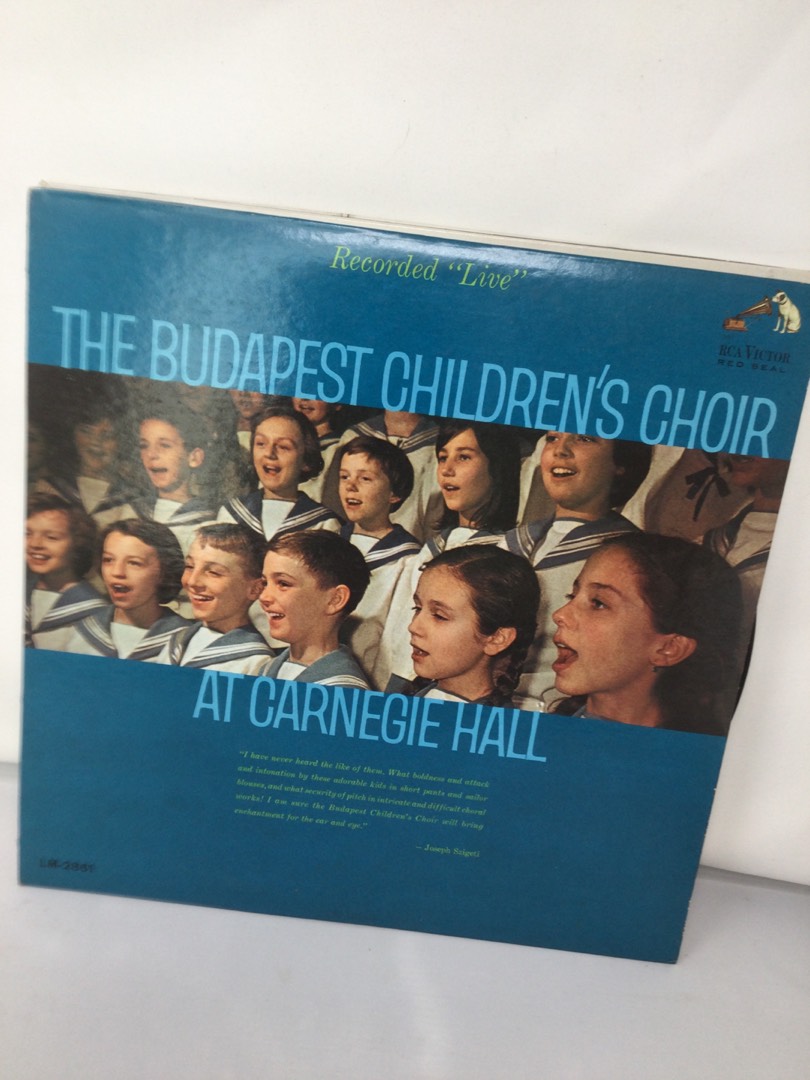 Recorded “Live”
RCA VICTOR
RED SEAL
THE BUDAPEST CHILDREN'S CHOIR
AT CARNEGIE HALL
"I have never heard the like of them. What boldness and attack
and intonation by these adorable kids in short pants and sailor
blouses, and what security of pitch in intricate and difficult choral
works! I am sure the Budapest Children's Choir will bring
enchantment for the ear and eye."
– Joseph Szigeti
LM-2861